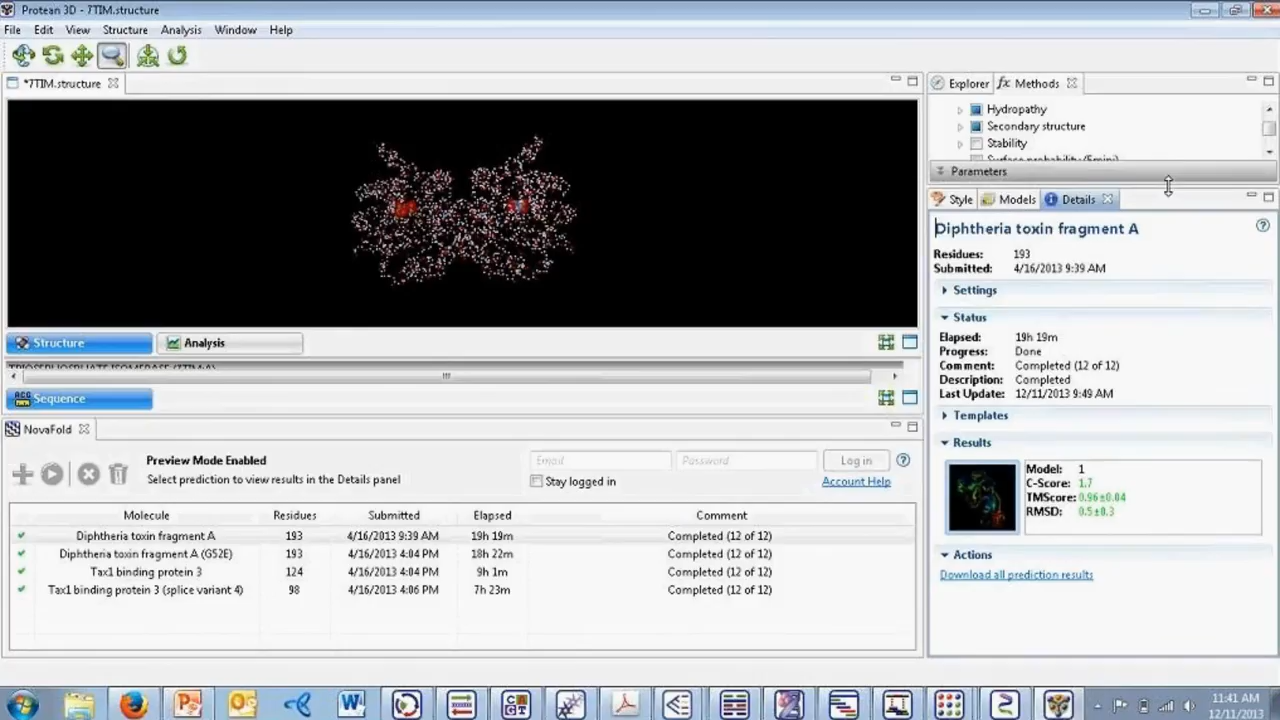 Protean 3D - 7TIM.structure
File Edit View Structure Analysis Window Help
*7TIM.structure
Structure Analysis
TRIOSEPHOSPHATE ISOMERASE (7TIM:A)
Sequence
NovaFold
Preview Mode Enabled
Select prediction to view results in the Details panel
Email Password Log in
Stay logged in Account Help
Molecule Residues Submitted Elapsed Comment
Diphtheria toxin fragment A 193 4/16/2013 9:39 AM 19h 19m Completed (12 of 12)
Diphtheria toxin fragment A (G52E) 193 4/16/2013 4:04 PM 18h 22m Completed (12 of 12)
Tax1 binding protein 3 124 4/16/2013 4:04 PM 9h 1m Completed (12 of 12)
Tax1 binding protein 3 (splice variant 4) 98 4/16/2013 4:06 PM 7h 23m Completed (12 of 12)
Explorer Methods
Hydropathy
Secondary structure
Stability
Surface probability (Emini)
Parameters
Style Models Details
Diphtheria toxin fragment A
Residues: 193
Submitted: 4/16/2013 9:39 AM
Settings
Status
Elapsed: 19h 19m
Progress: Done
Comment: Completed (12 of 12)
Description: Completed
Last Update: 12/11/2013 9:49 AM
Templates
Results
Model: 1
C-Score: 1.7
TMScore: 0.96±0.04
RMSD: 0.5±0.3
Actions
Download all prediction results
11:41 AM
12/11/2013